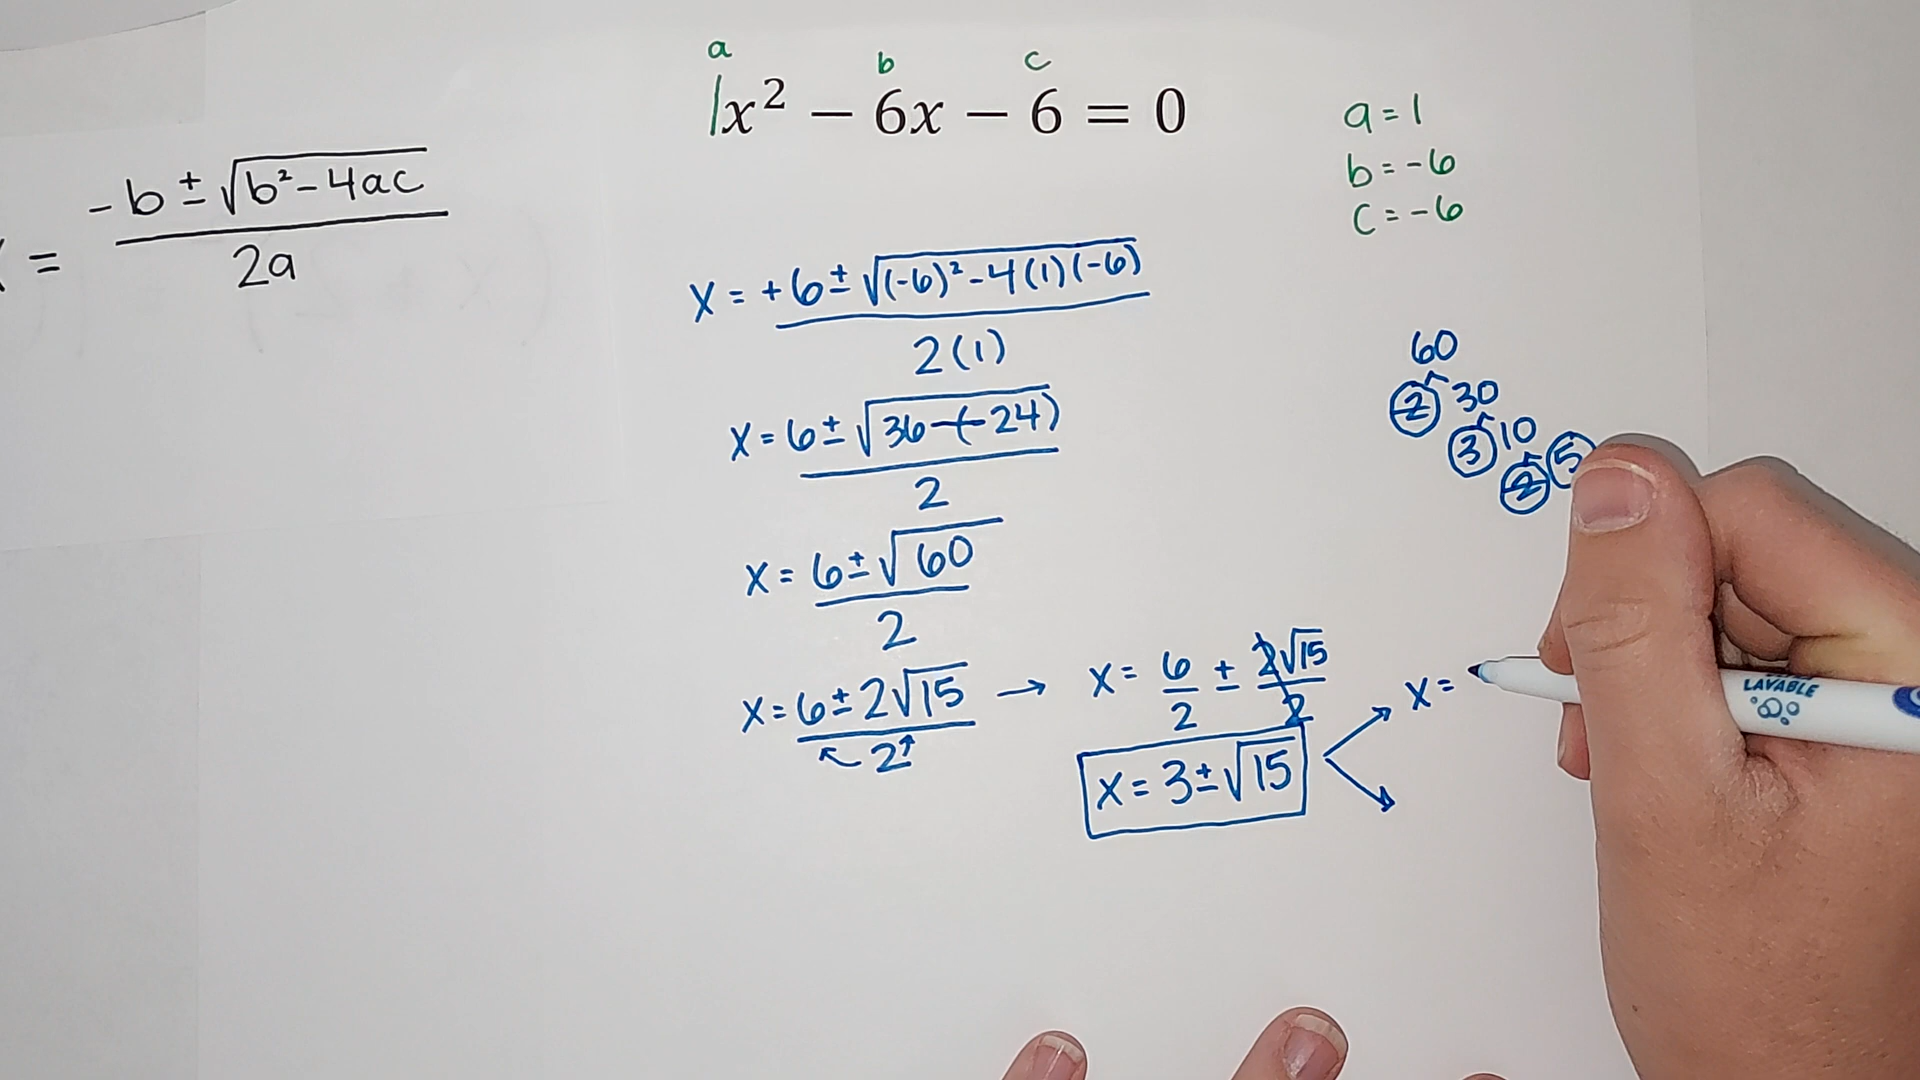 a b c
1x² − 6x − 6 = 0
a = 1
b = -6
c = -6
= -b ± √b² - 4ac
2a
x = +6 ± √(-6)² - 4(1)(-6)
2(1)
x = 6 ± √36 - (-24)
2
x = 6 ± √60
2
x = 6 ± 2√15
2
→ x = 6/2 ± 2√15/2
x = 3 ± √15
x =
60
2 30
3 10
2 5
LAVABLE